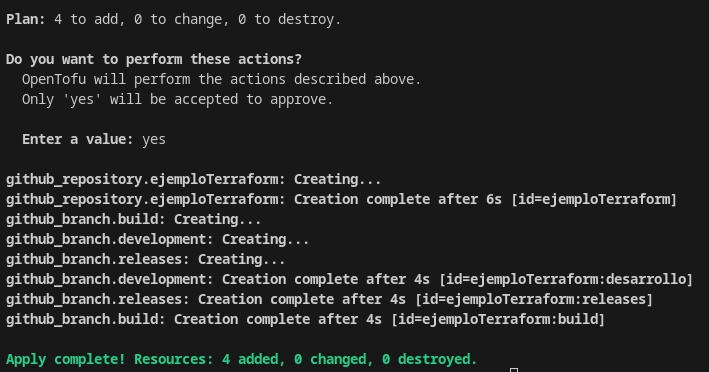 Plan: 4 to add, 0 to change, 0 to destroy.
Do you want to perform these actions?
OpenTofu will perform the actions described above.
Only 'yes' will be accepted to approve.
Enter a value: yes
github_repository.ejemploTerraform: Creating...
github_repository.ejemploTerraform: Creation complete after 6s [id=ejemploTerraform]
github_branch.build: Creating...
github_branch.development: Creating...
github_branch.releases: Creating...
github_branch.development: Creation complete after 4s [id=ejemploTerraform:desarrollo]
github_branch.releases: Creation complete after 4s [id=ejemploTerraform:releases]
github_branch.build: Creation complete after 4s [id=ejemploTerraform:build]
Apply complete! Resources: 4 added, 0 changed, 0 destroyed.